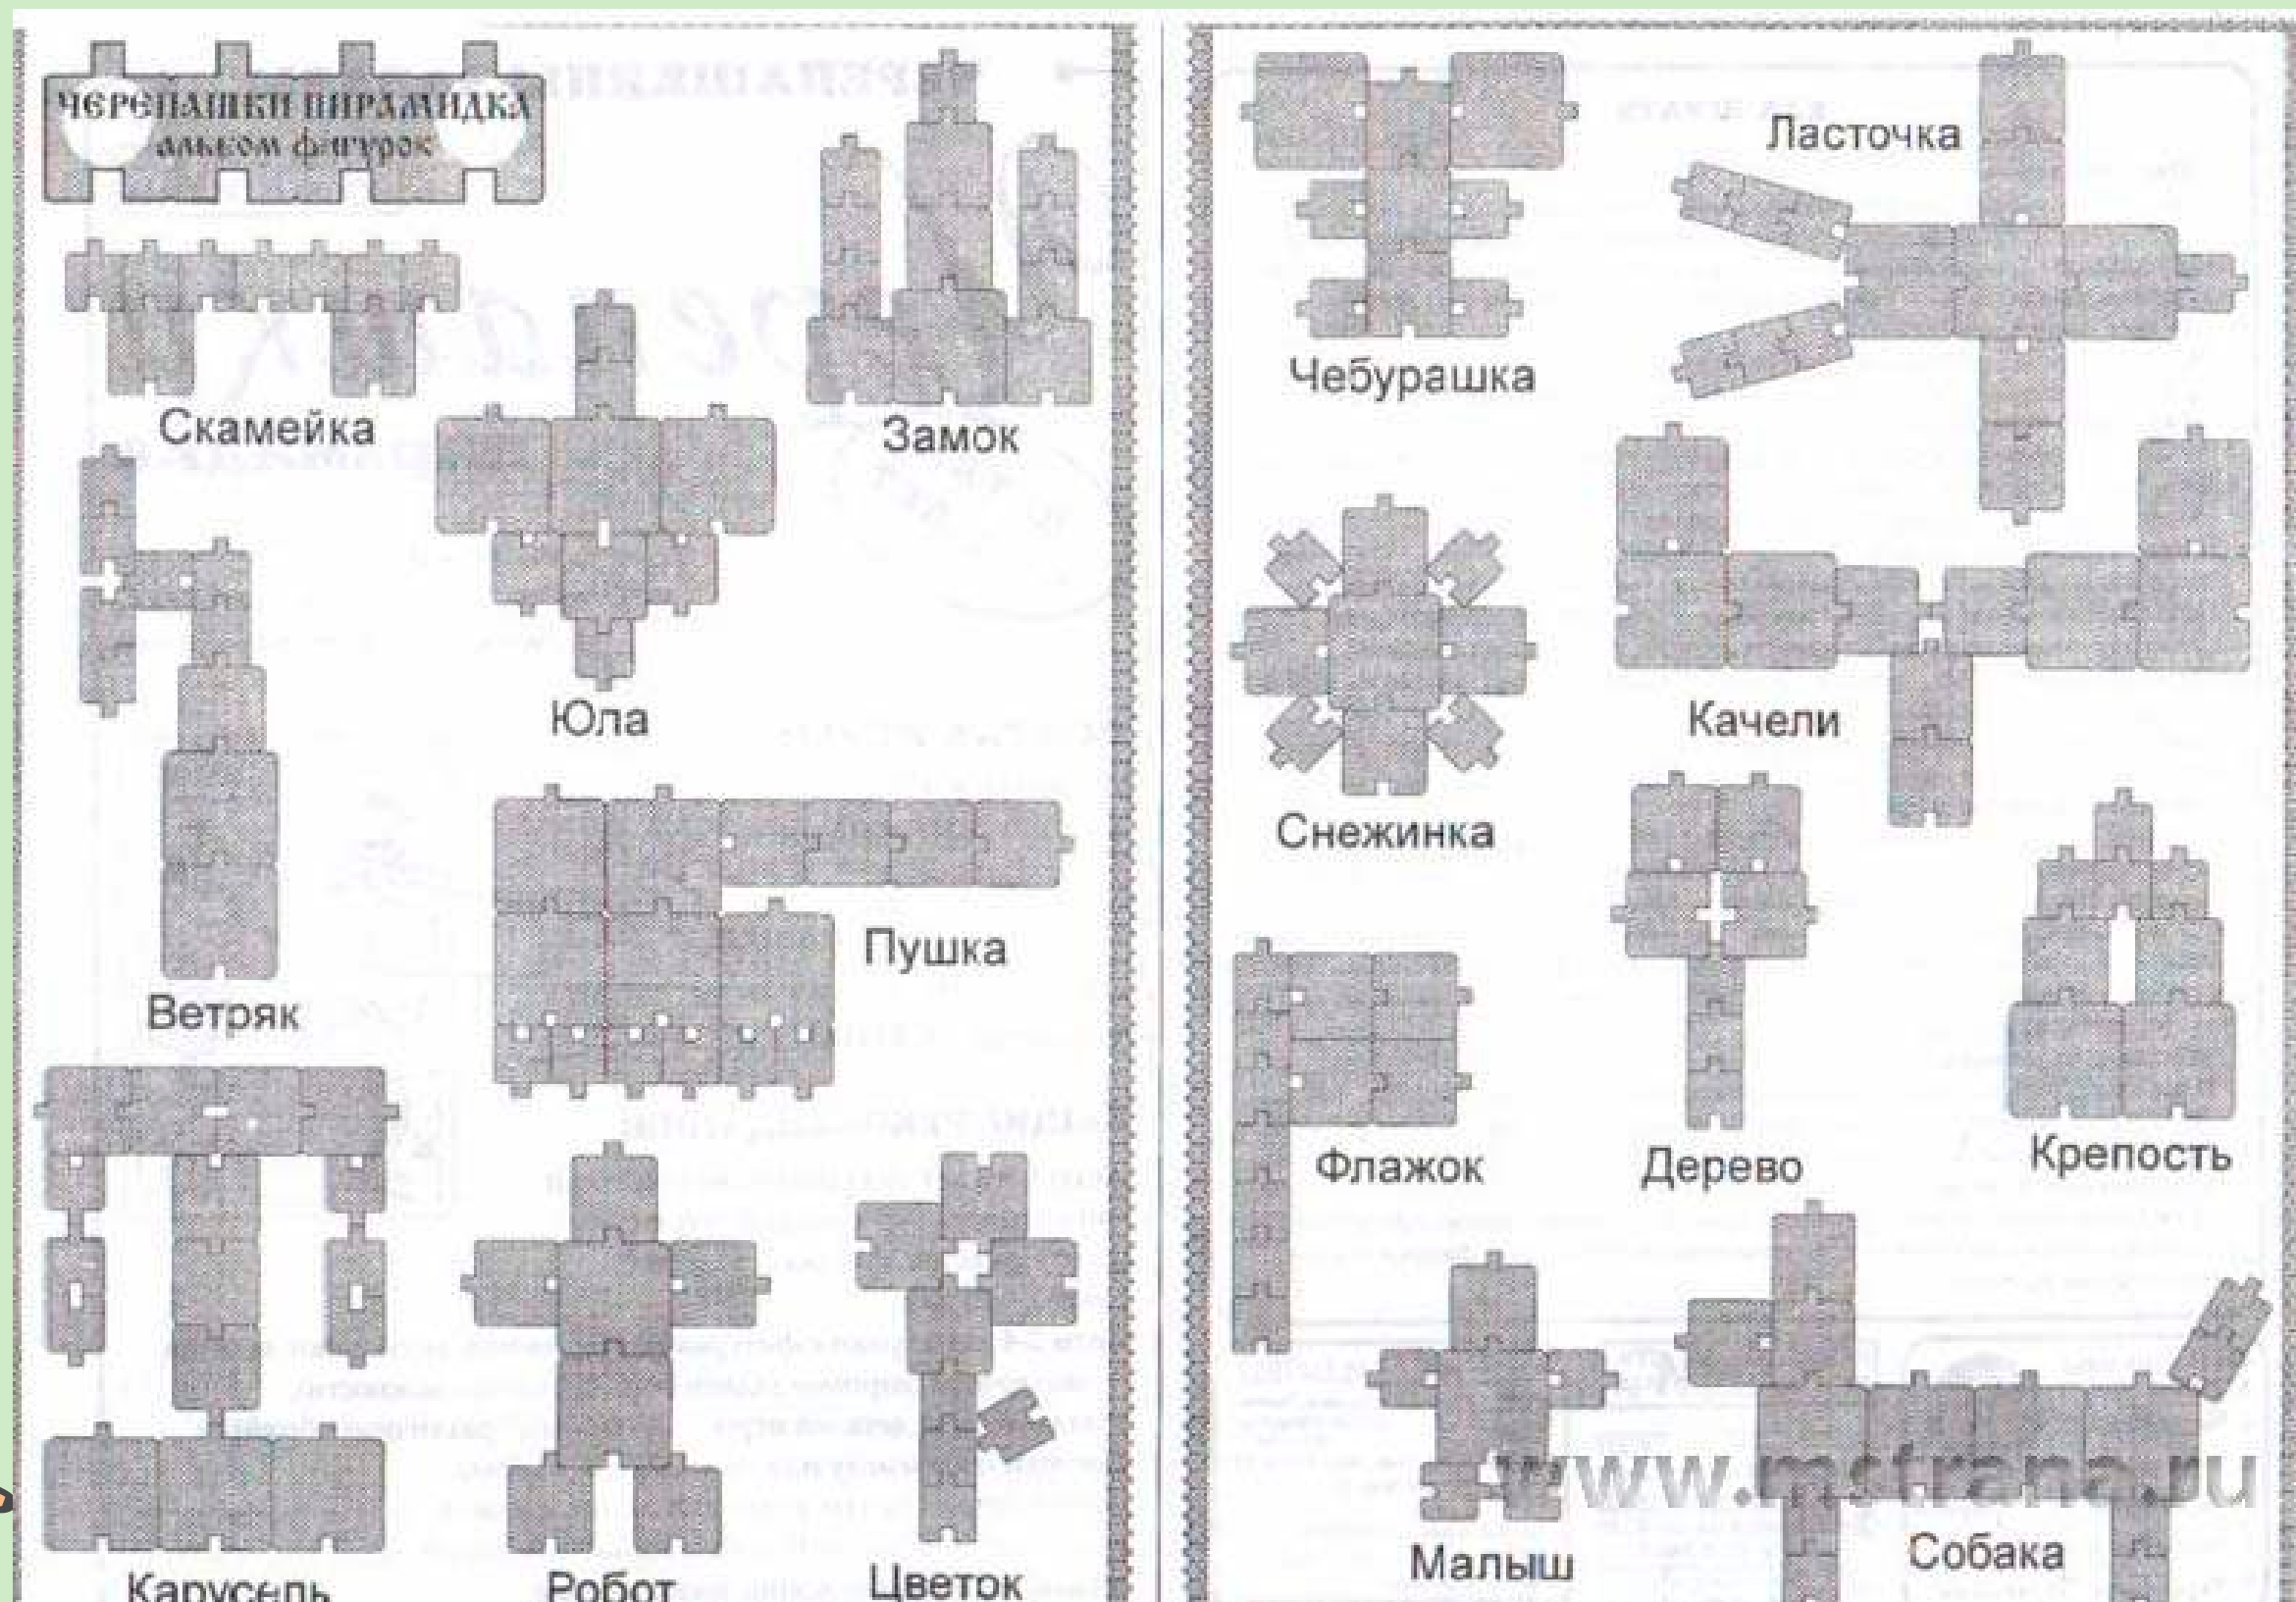 ЧЕРЕПАШКИ ПИРАМИДКА
альбом фигурок
Скамейка
Замок
Юла
Ветряк
Пушка
Карусель
Робот
Цветок
Чебурашка
Ласточка
Снежинка
Качели
Флажок
Дерево
Крепость
Малыш
Собака
www.mstrana.ru